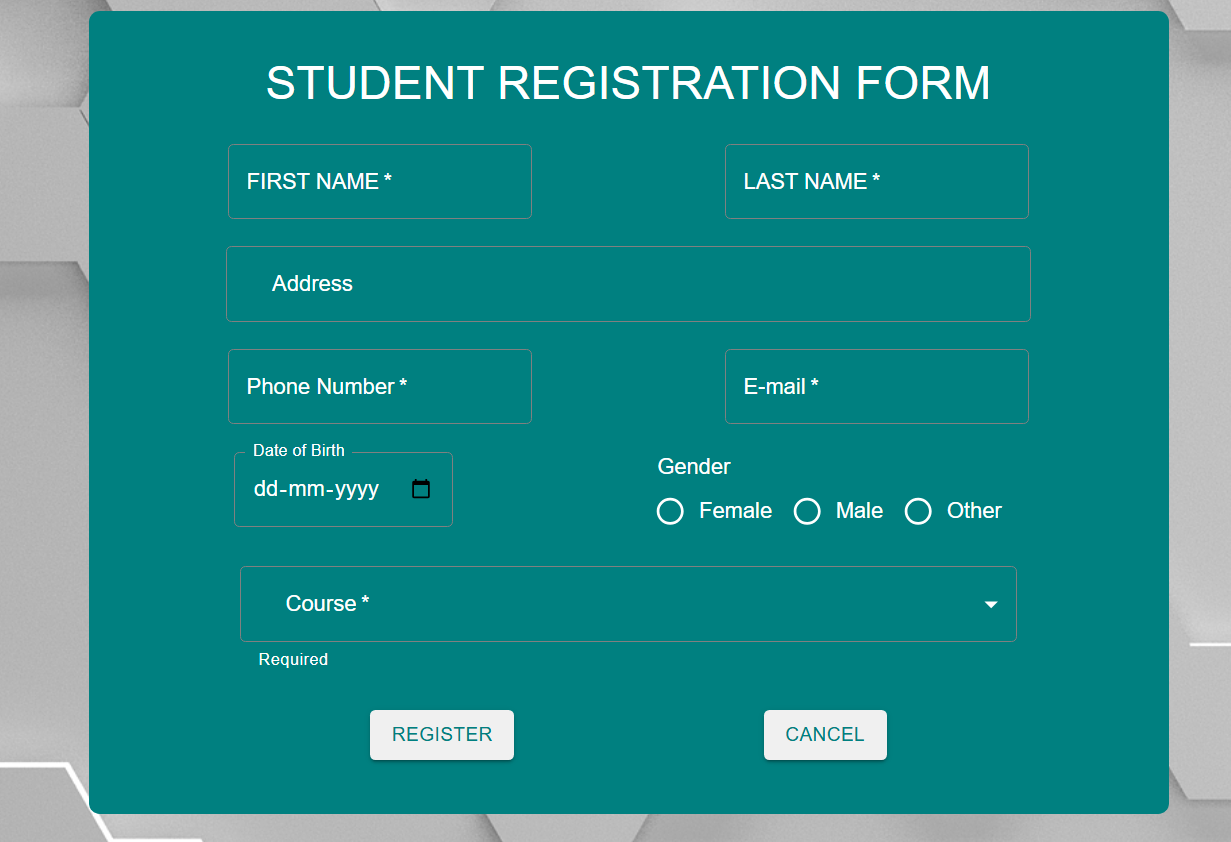 STUDENT REGISTRATION FORM
FIRST NAME * LAST NAME *
Address
Phone Number * E-mail *
Date of Birth
Gender
dd-mm-yyyy
Female Male Other
Course *
Required
REGISTER CANCEL